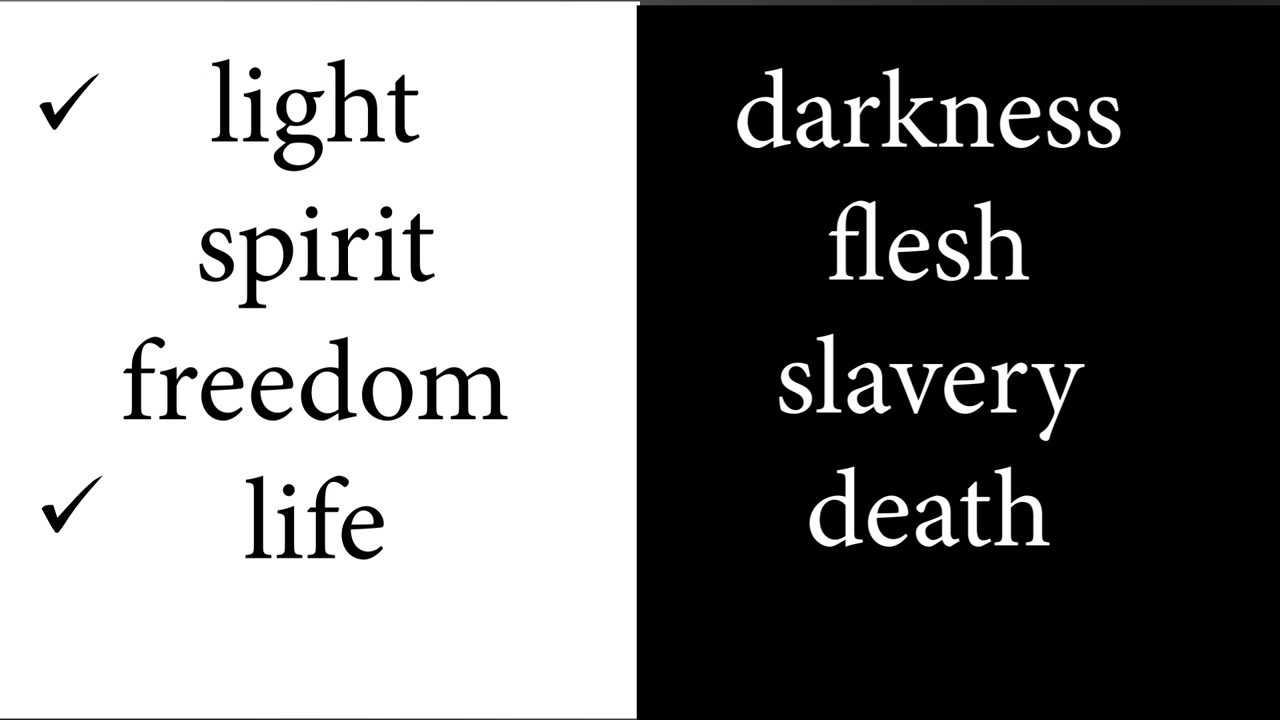 ✓ light
spirit
freedom
✓ life
darkness
flesh
slavery
death